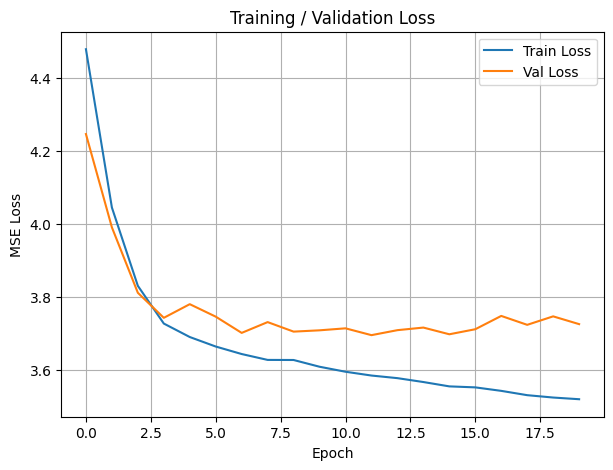 Training / Validation Loss
Train Loss
Val Loss
4.4
4.2
4.0
3.8
3.6
MSE Loss
0.0 2.5 5.0 7.5 10.0 12.5 15.0 17.5
Epoch